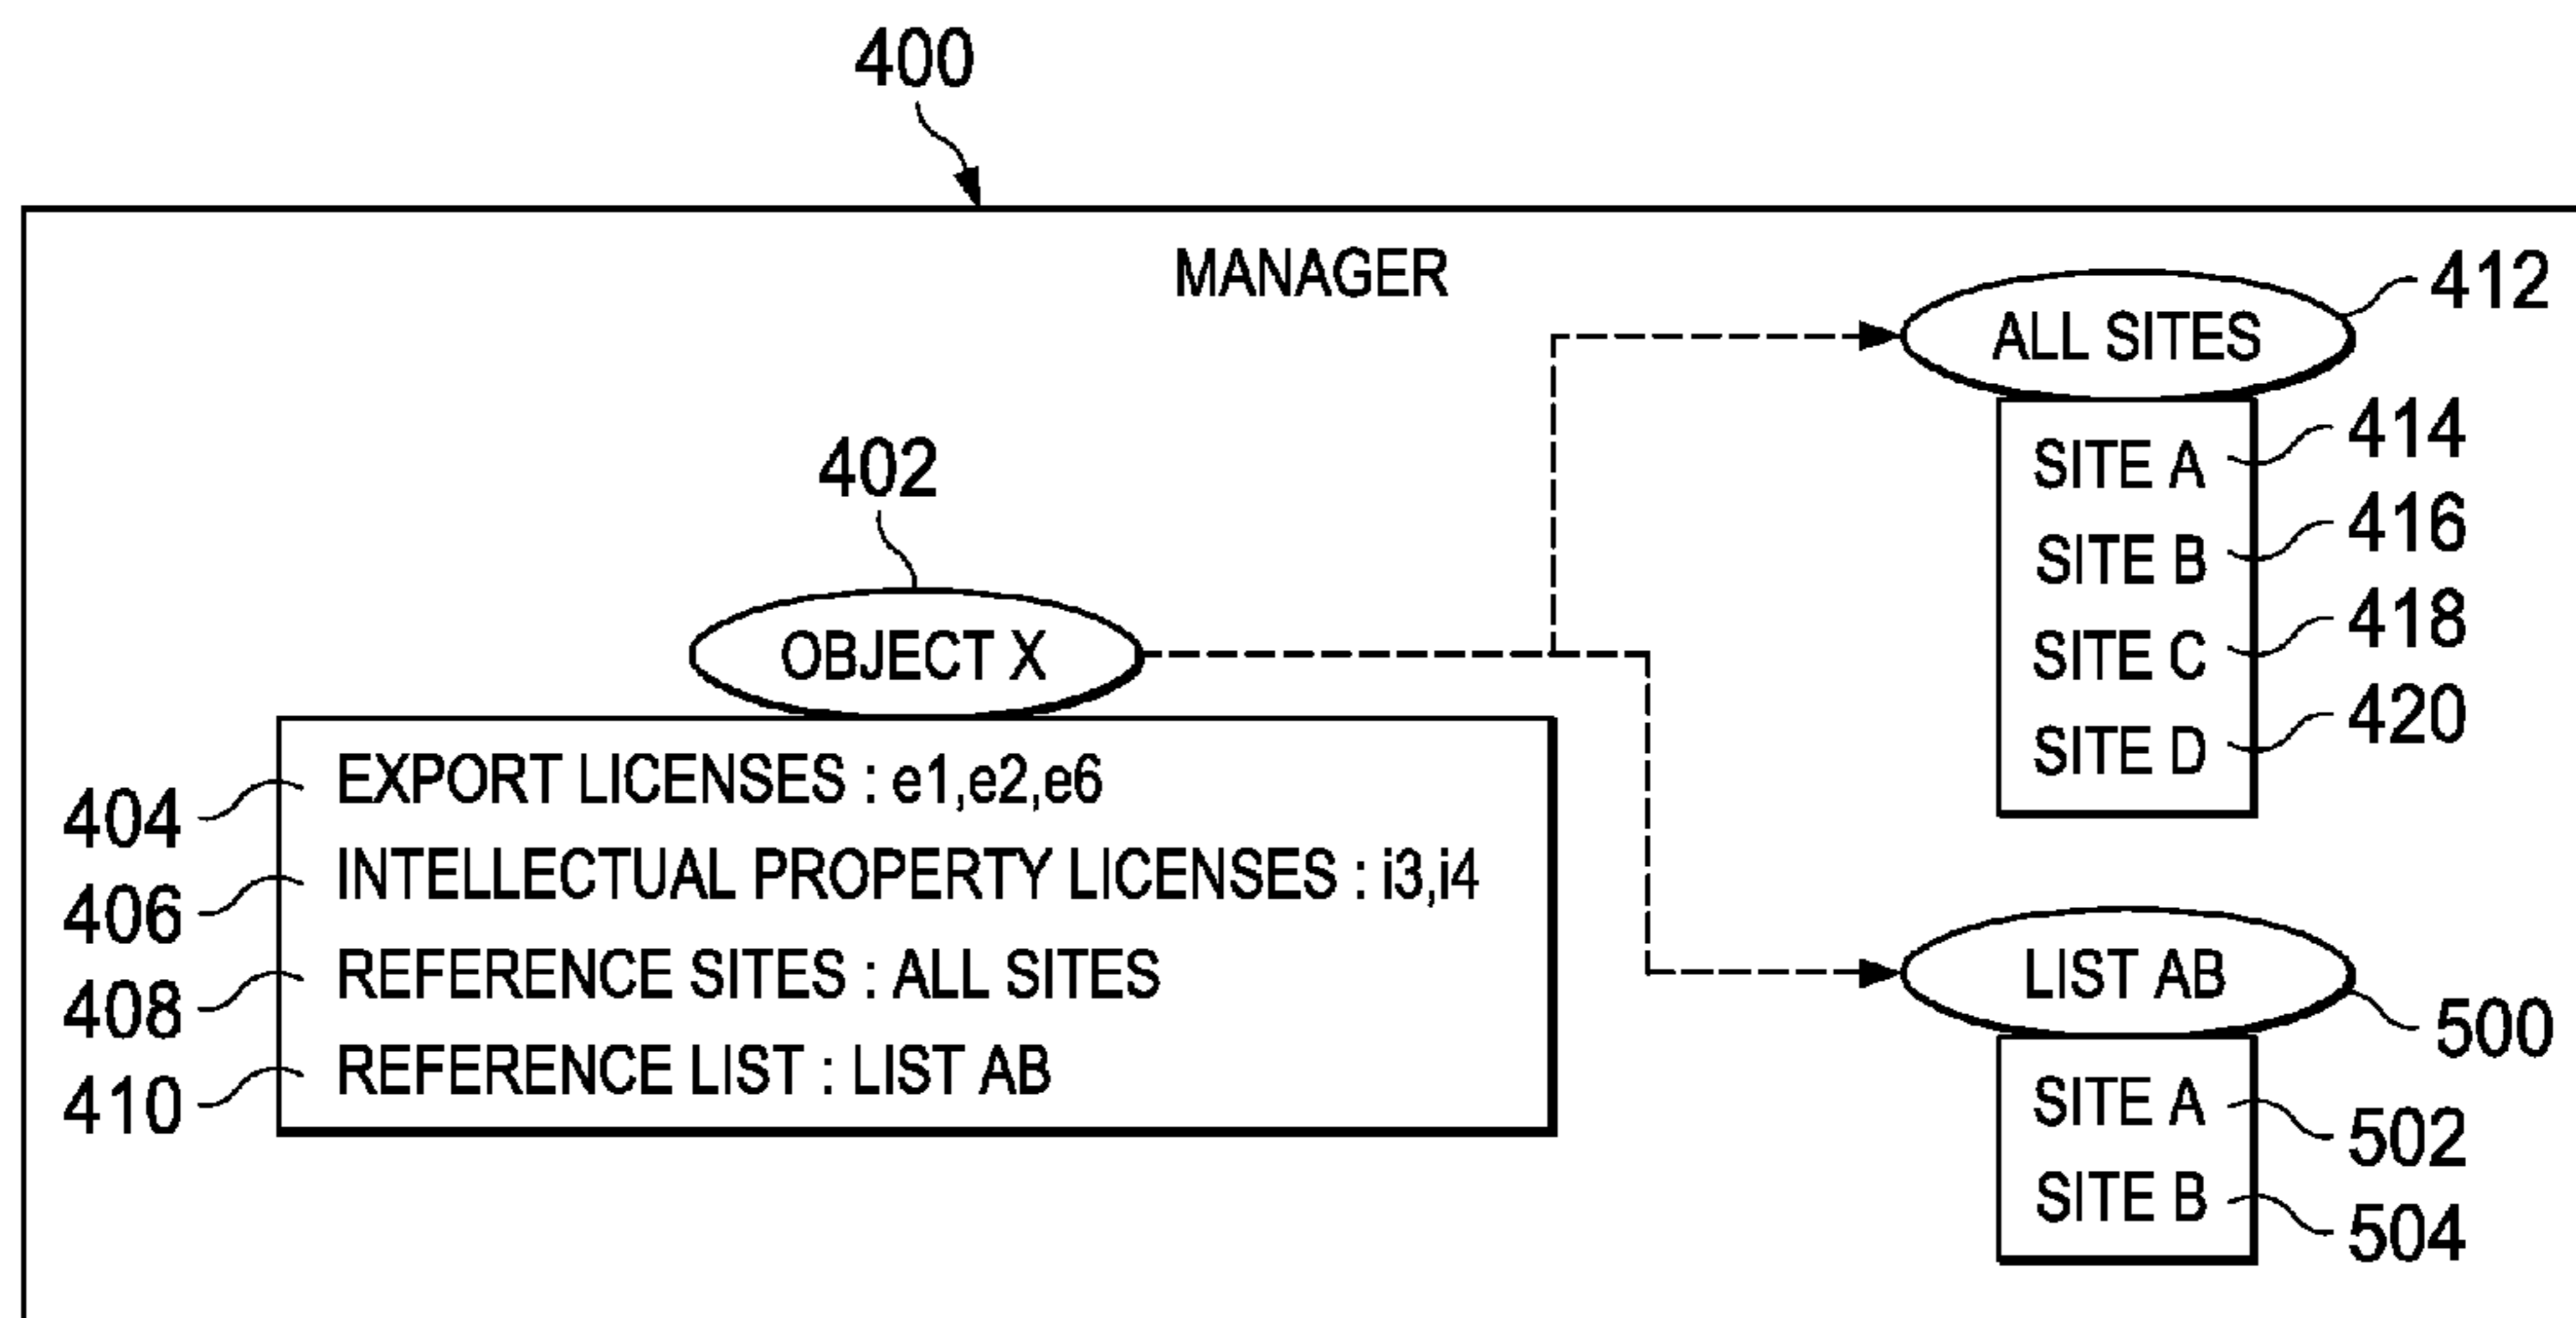 400
MANAGER
412
ALL SITES
414
SITE A
416
SITE B
418
SITE C
420
SITE D
402
OBJECT X
404
EXPORT LICENSES : e1,e2,e6
406
INTELLECTUAL PROPERTY LICENSES : i3,i4
408
REFERENCE SITES : ALL SITES
410
REFERENCE LIST : LIST AB
LIST AB
500
SITE A
502
SITE B
504